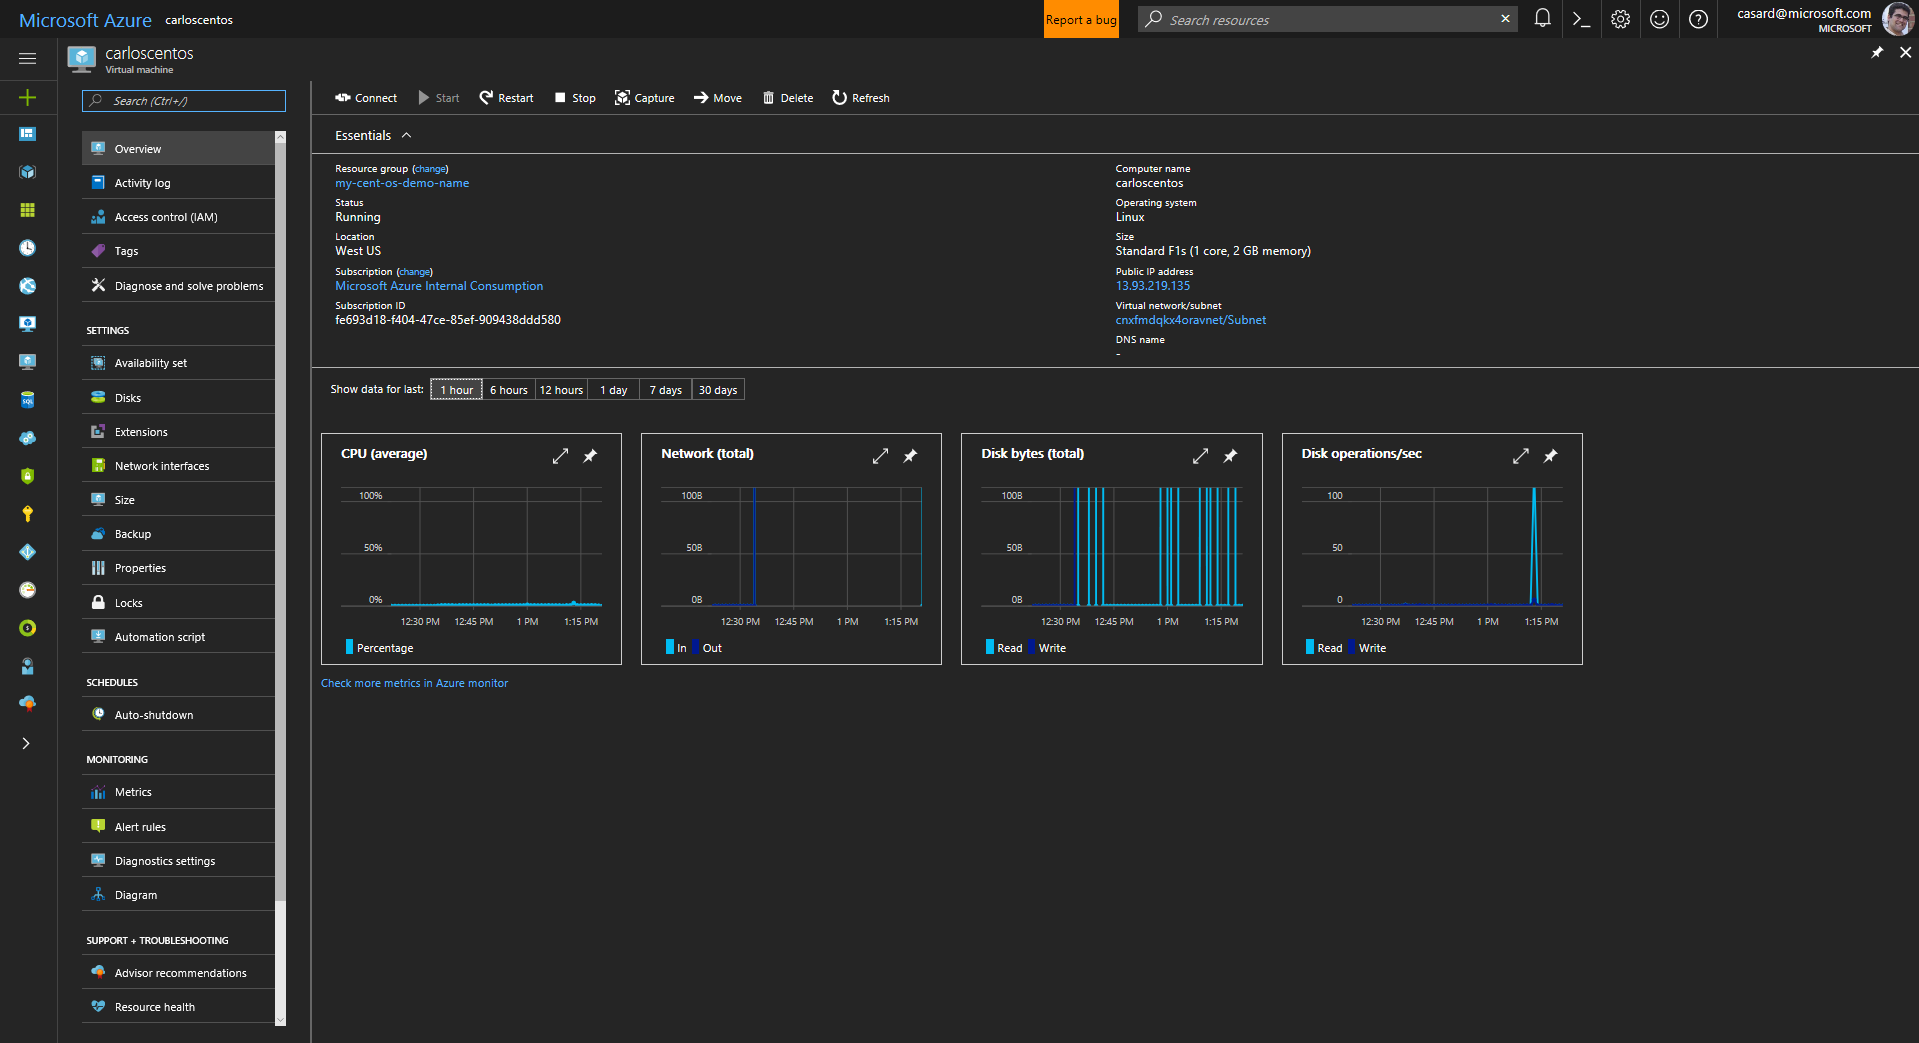 Microsoft Azure carloscentos
Report a bug
Search resources
casard@microsoft.com
MICROSOFT
carloscentos
Virtual machine
Search (Ctrl+/)
Overview
Activity log
Access control (IAM)
Tags
Diagnose and solve problems
SETTINGS
Availability set
Disks
Extensions
Network interfaces
Size
Backup
Properties
Locks
Automation script
SCHEDULES
Auto-shutdown
MONITORING
Metrics
Alert rules
Diagnostics settings
Diagram
SUPPORT + TROUBLESHOOTING
Advisor recommendations
Resource health
Connect Start Restart Stop Capture Move Delete Refresh
Essentials
Resource group (change)
my-cent-os-demo-name
Status
Running
Location
West US
Subscription (change)
Microsoft Azure Internal Consumption
Subscription ID
fe693d18-f404-47ce-85ef-909438ddd580
Computer name
carloscentos
Operating system
Linux
Size
Standard F1s (1 core, 2 GB memory)
Public IP address
13.93.219.135
Virtual network/subnet
cnxfmdqkx4oravnet/Subnet
DNS name
-
Show data for last: 1 hour 6 hours 12 hours 1 day 7 days 30 days
CPU (average)
100%
50%
0%
12:30 PM 12:45 PM 1 PM 1:15 PM
Percentage
Network (total)
100B
50B
0B
12:30 PM 12:45 PM 1 PM 1:15 PM
In Out
Disk bytes (total)
100B
50B
0B
12:30 PM 12:45 PM 1 PM 1:15 PM
Read Write
Disk operations/sec
100
50
0
12:30 PM 12:45 PM 1 PM 1:15 PM
Read Write
Check more metrics in Azure monitor